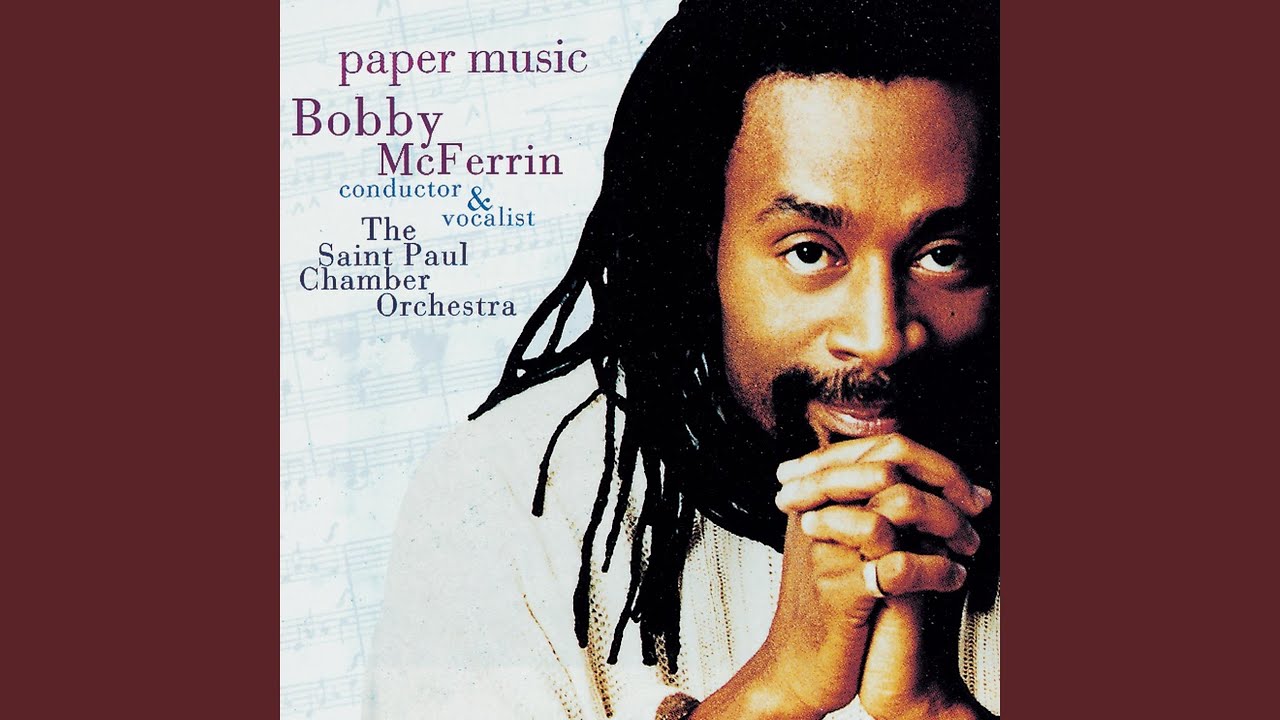 paper music
Bobby
McFerrin
conductor
&
vocalist
The
Saint Paul
Chamber
Orchestra